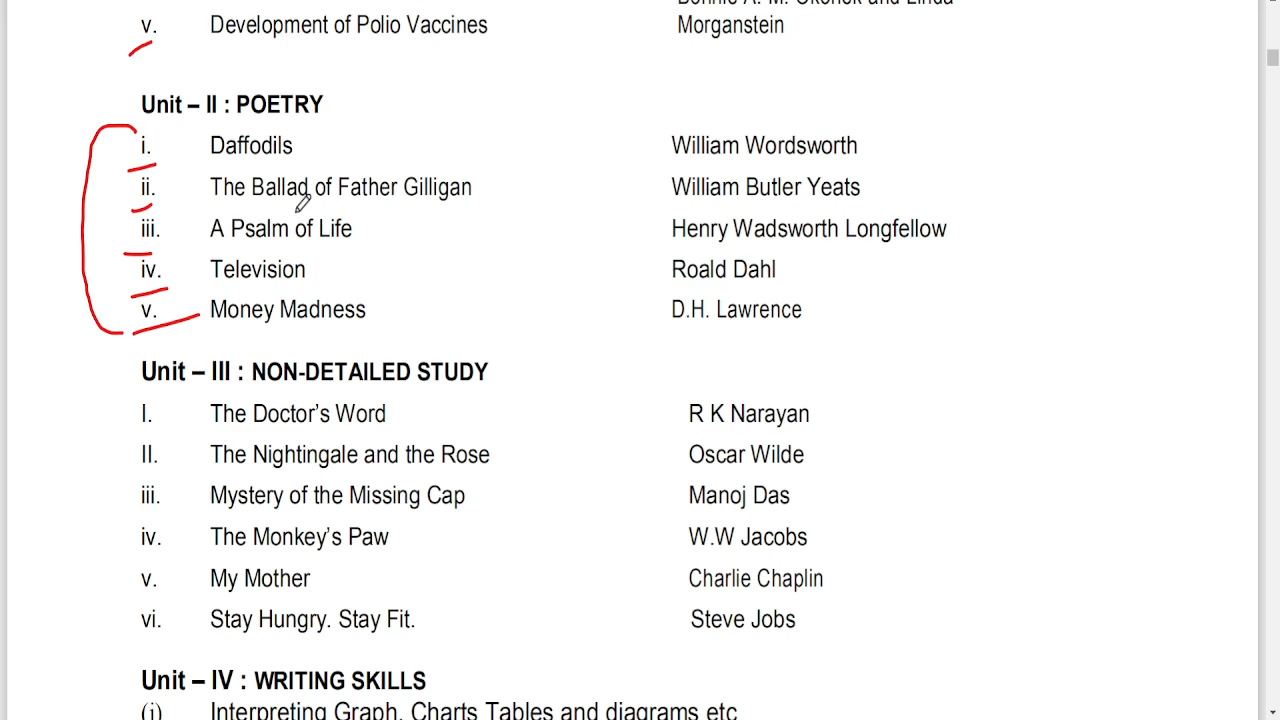 v. Development of Polio Vaccines Morganstein
Unit – II : POETRY
i. Daffodils William Wordsworth
ii. The Ballad of Father Gilligan William Butler Yeats
iii. A Psalm of Life Henry Wadsworth Longfellow
iv. Television Roald Dahl
v. Money Madness D.H. Lawrence
Unit – III : NON-DETAILED STUDY
I. The Doctor’s Word R K Narayan
II. The Nightingale and the Rose Oscar Wilde
iii. Mystery of the Missing Cap Manoj Das
iv. The Monkey’s Paw W.W Jacobs
v. My Mother Charlie Chaplin
vi. Stay Hungry. Stay Fit. Steve Jobs
Unit – IV : WRITING SKILLS
(i) Interpreting Graph, Charts Tables and diagrams etc